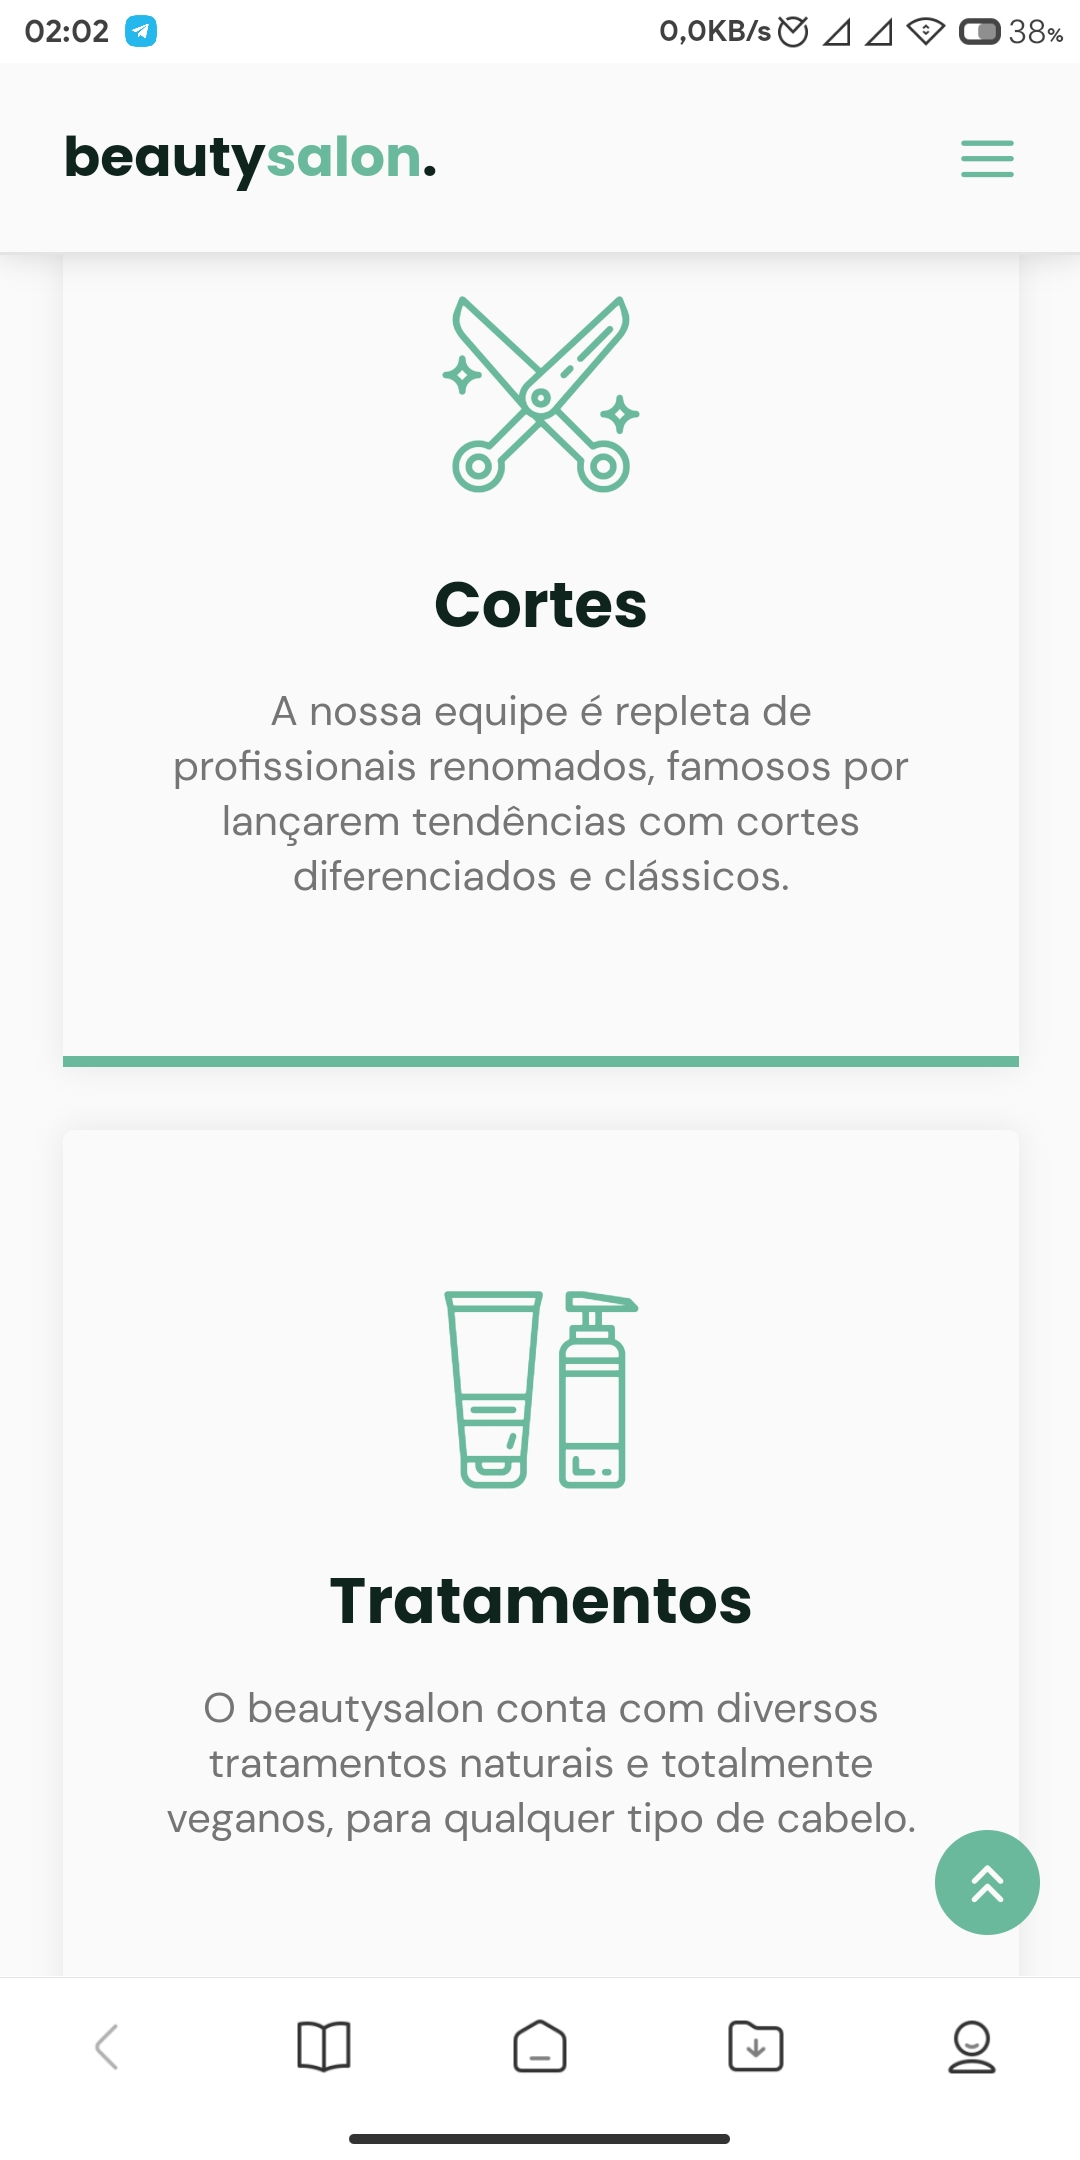 02:02
0,0KB/s
38%
beautysalon.
Cortes
A nossa equipe é repleta de
profissionais renomados, famosos por
lançarem tendências com cortes
diferenciados e clássicos.
Tratamentos
O beautysalon conta com diversos
tratamentos naturais e totalmente
veganos, para qualquer tipo de cabelo.